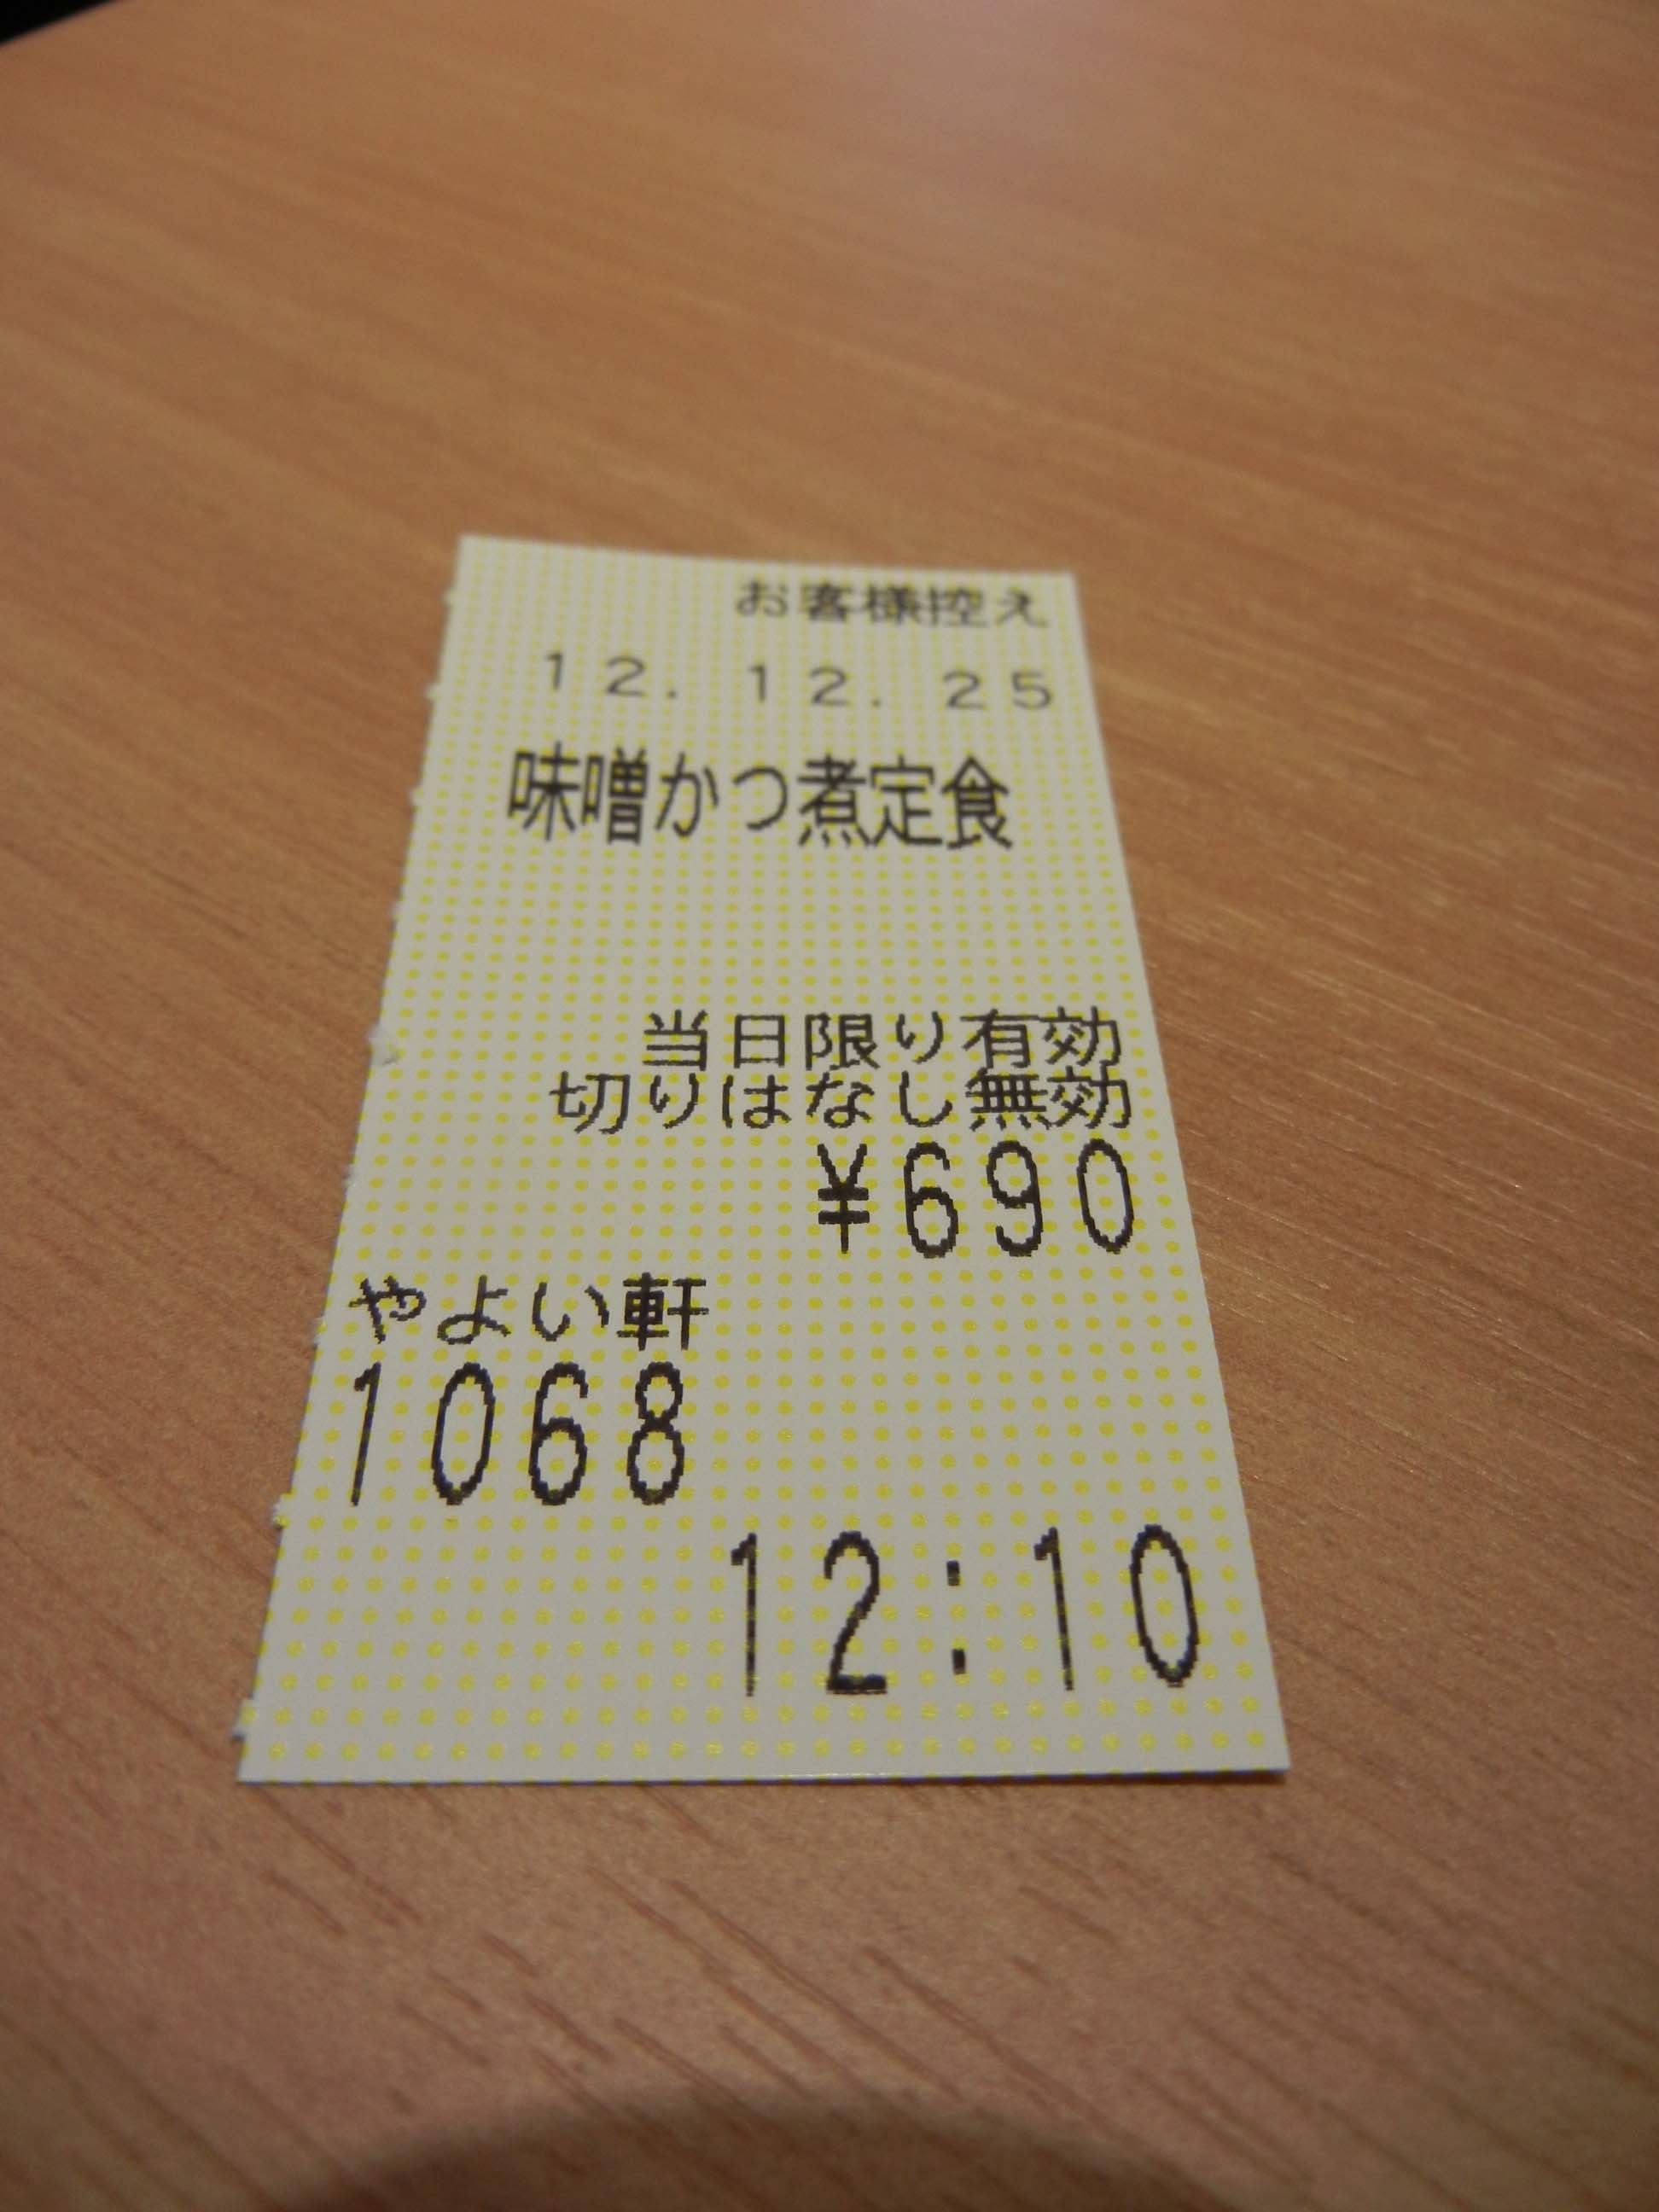 お客様控え
12.12.25
味噌かつ煮定食
当日限り有効
切りはなし無効
¥690
やよい軒
1068
12:10